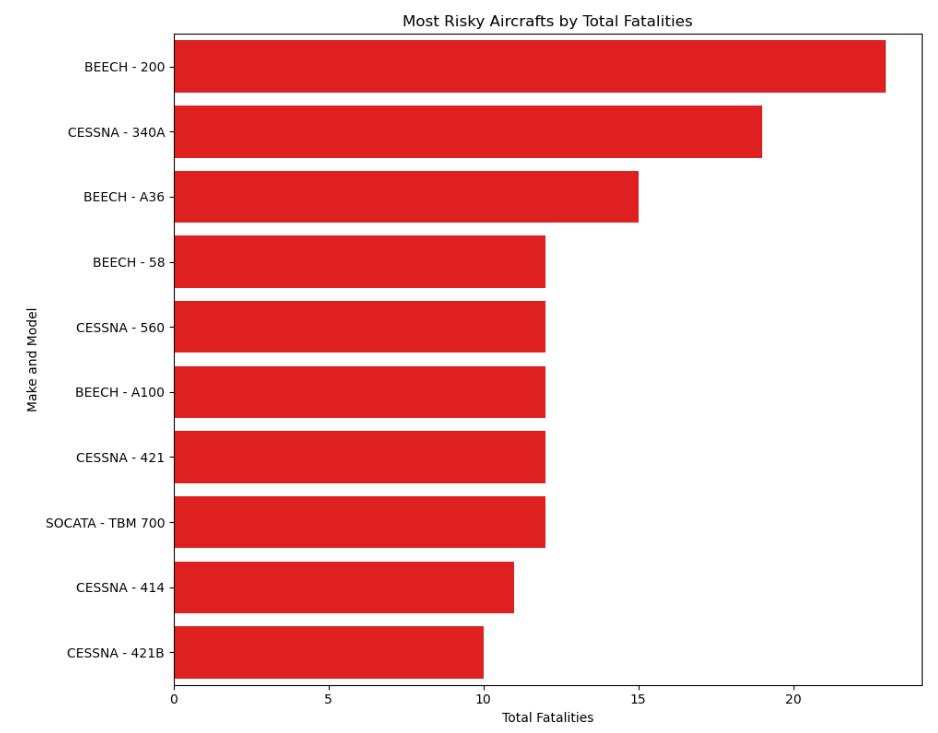 Most Risky Aircrafts by Total Fatalities
BEECH - 200
CESSNA - 340A
BEECH - A36
BEECH - 58
CESSNA - 560
BEECH - A100
CESSNA - 421
SOCATA - TBM 700
CESSNA - 414
CESSNA - 421B
Make and Model
0 5 10 15 20
Total Fatalities